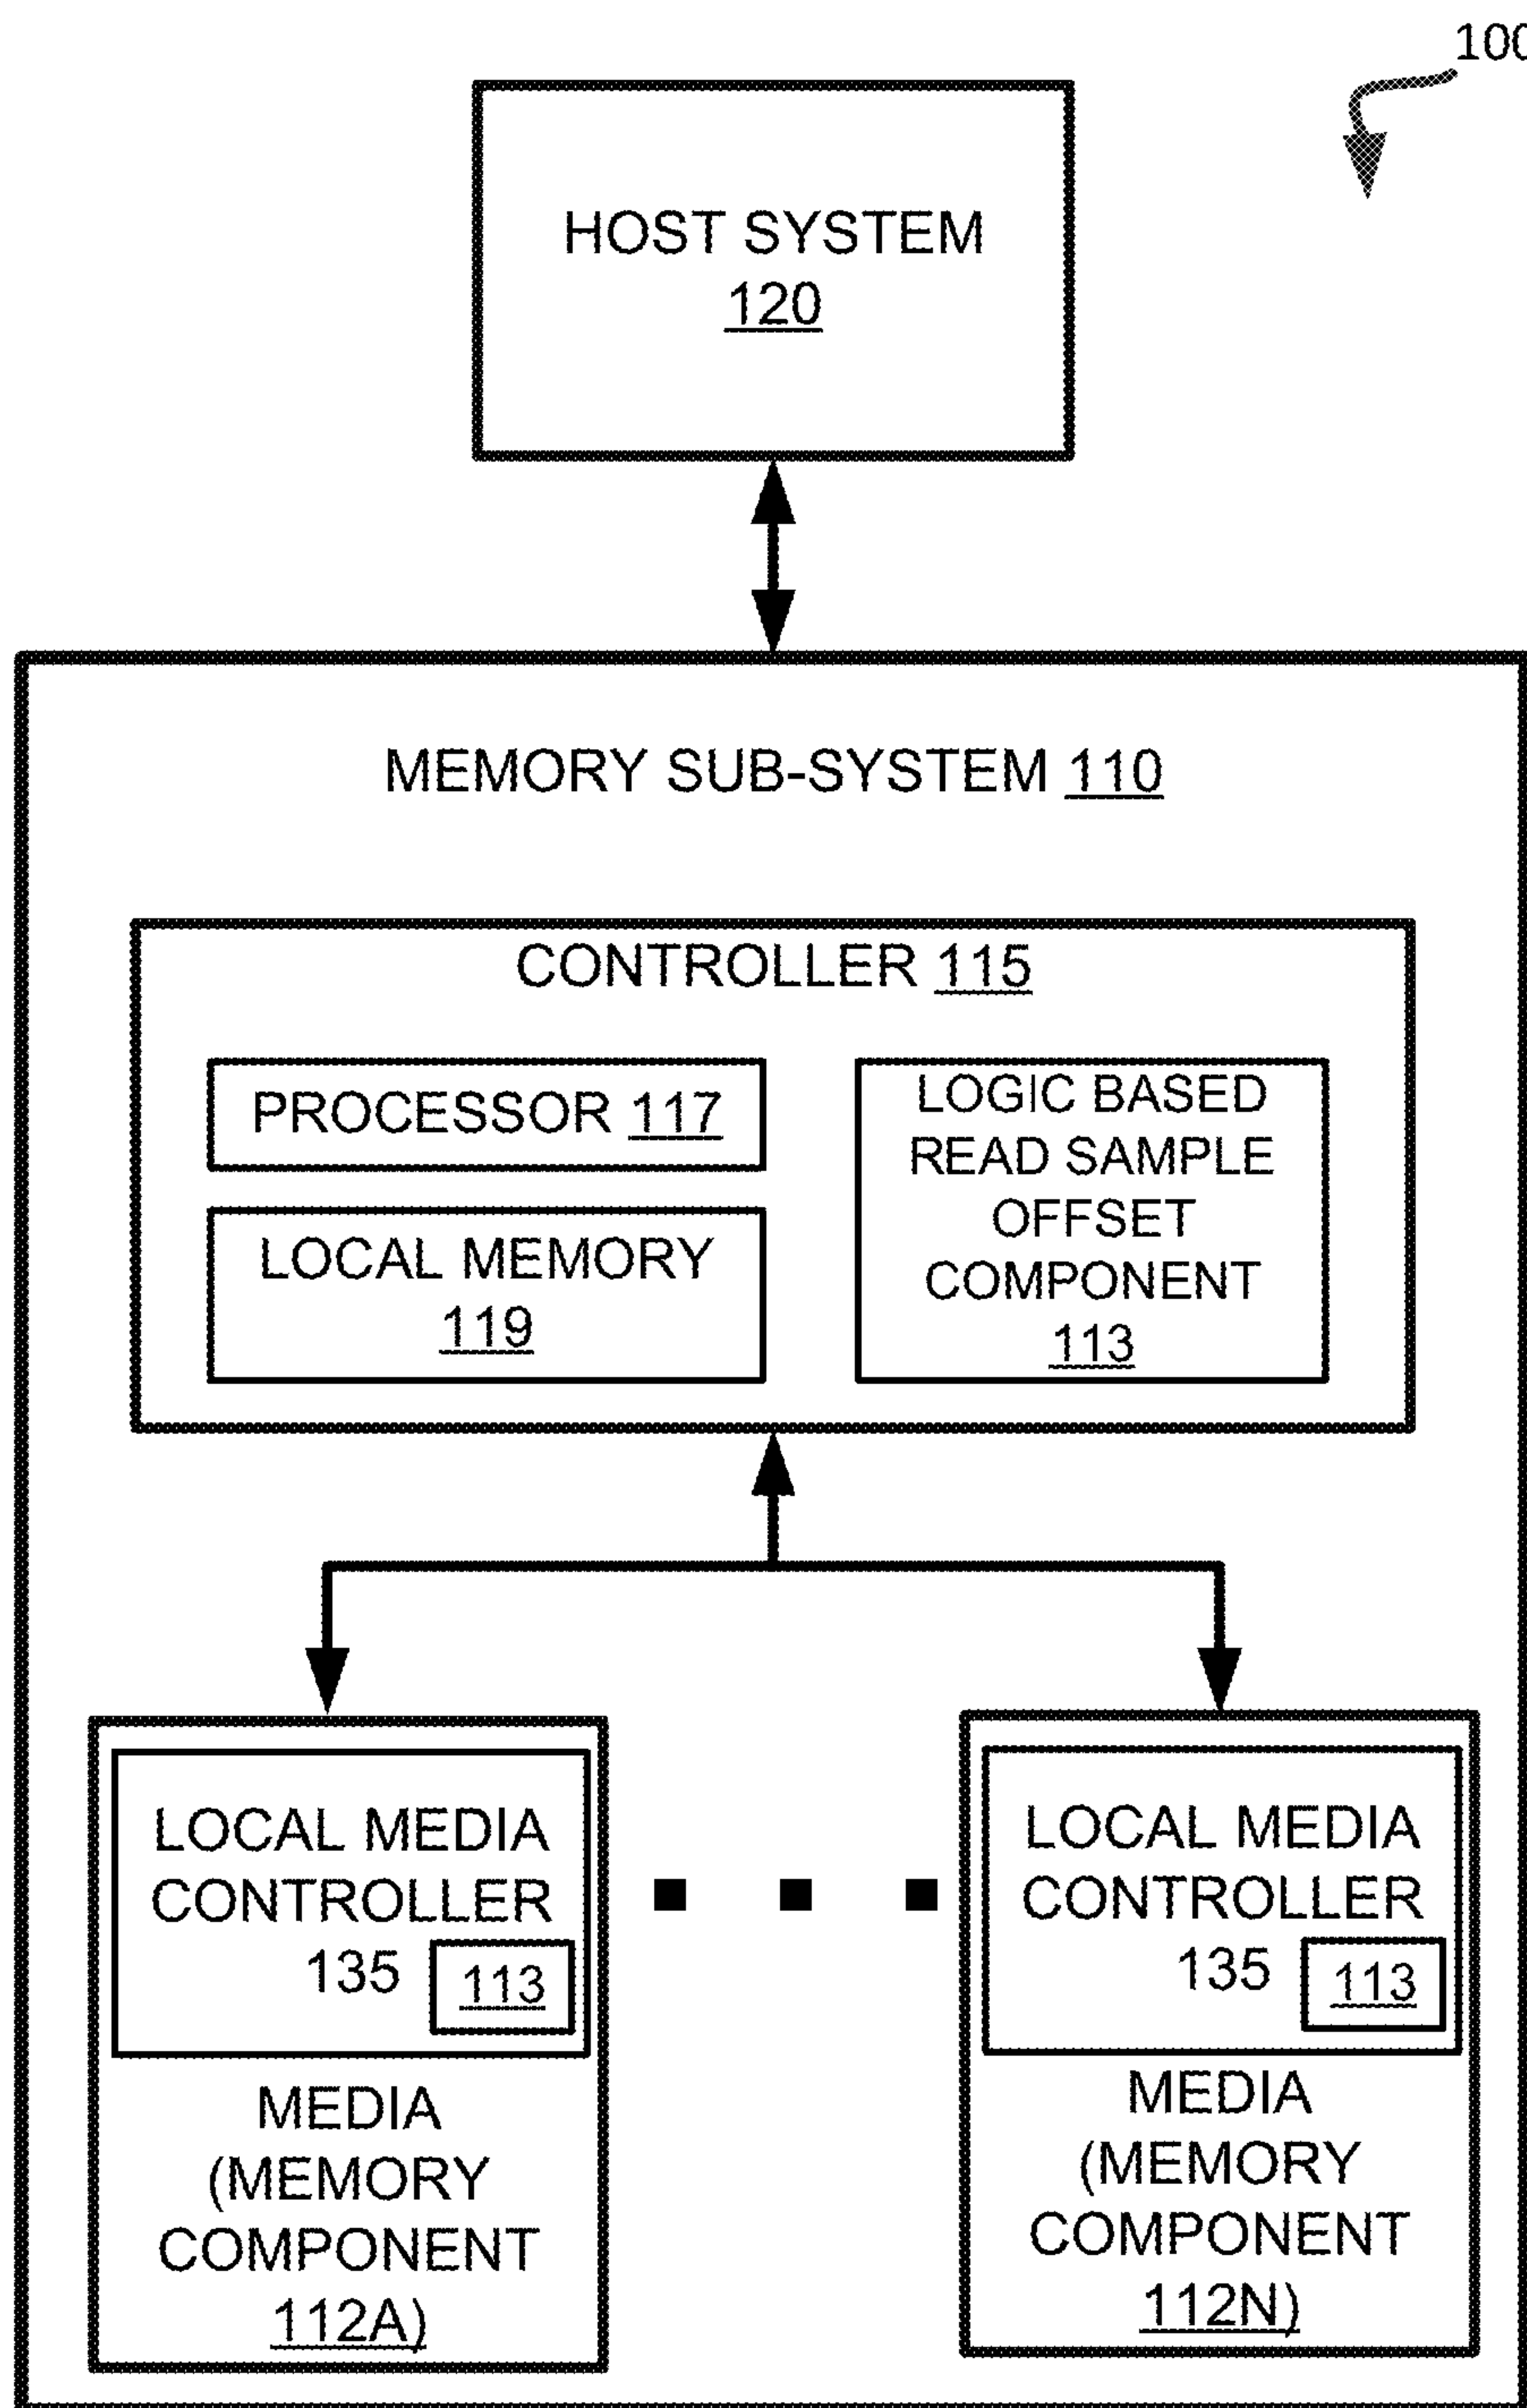 100
HOST SYSTEM
120
MEMORY SUB-SYSTEM 110
CONTROLLER 115
PROCESSOR 117
LOCAL MEMORY
119
LOGIC BASED
READ SAMPLE
OFFSET
COMPONENT
113
LOCAL MEDIA
CONTROLLER
135
113
MEDIA
(MEMORY
COMPONENT
112A)
LOCAL MEDIA
CONTROLLER
135
113
MEDIA
(MEMORY
COMPONENT
112N)